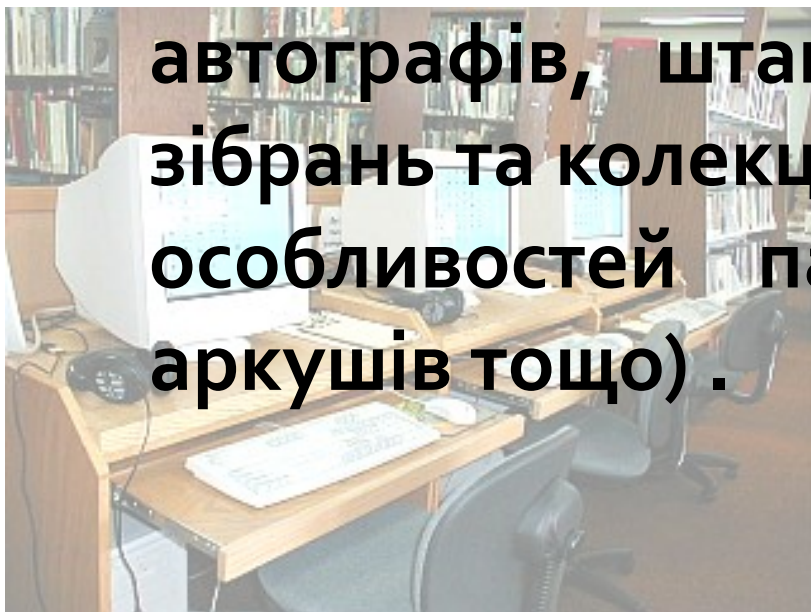 автографів,
зібрань та
особливостей
аркушів тощо) .